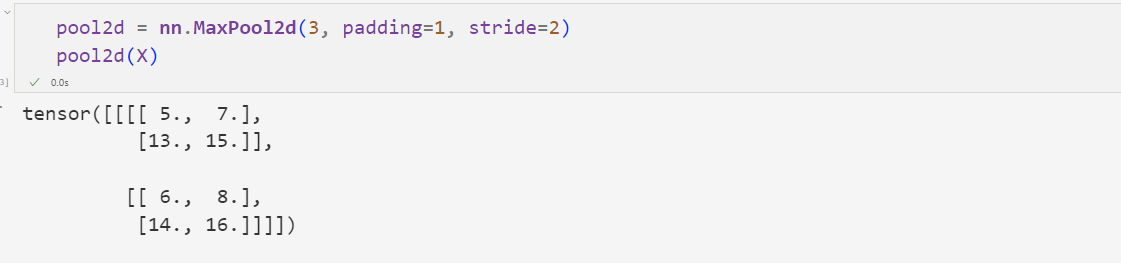 pool2d = nn.MaxPool2d(3, padding=1, stride=2)
pool2d(X)
3] ✓ 0.0s
tensor([[[[ 5.,  7.],
          [13., 15.]],
         [[ 6.,  8.],
          [14., 16.]]]])